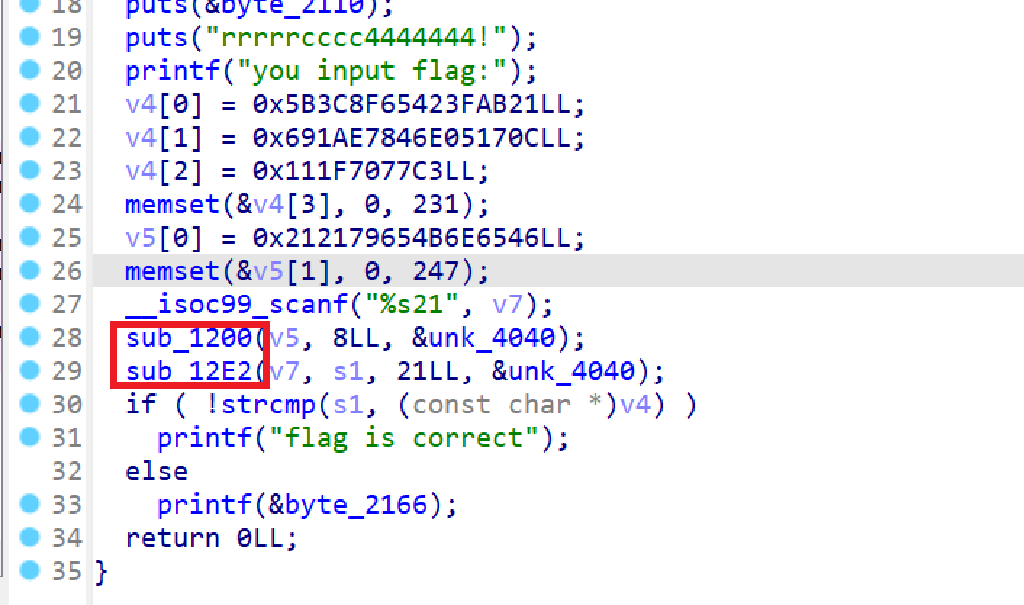 18 puts(&byte_2110);
19 puts("rrrrrcccc4444444!");
20 printf("you input flag:");
21 v4[0] = 0x5B3C8F65423FAB21LL;
22 v4[1] = 0x691AE7846E05170CLL;
23 v4[2] = 0x111F7077C3LL;
24 memset(&v4[3], 0, 231);
25 v5[0] = 0x212179654B6E6546LL;
26 memset(&v5[1], 0, 247);
27 __isoc99_scanf("%s21", v7);
28 sub_1200(v5, 8LL, &unk_4040);
29 sub_12E2(v7, s1, 21LL, &unk_4040);
30 if ( !strcmp(s1, (const char *)v4) )
31 printf("flag is correct");
32 else
33 printf(&byte_2166);
34 return 0LL;
35 }